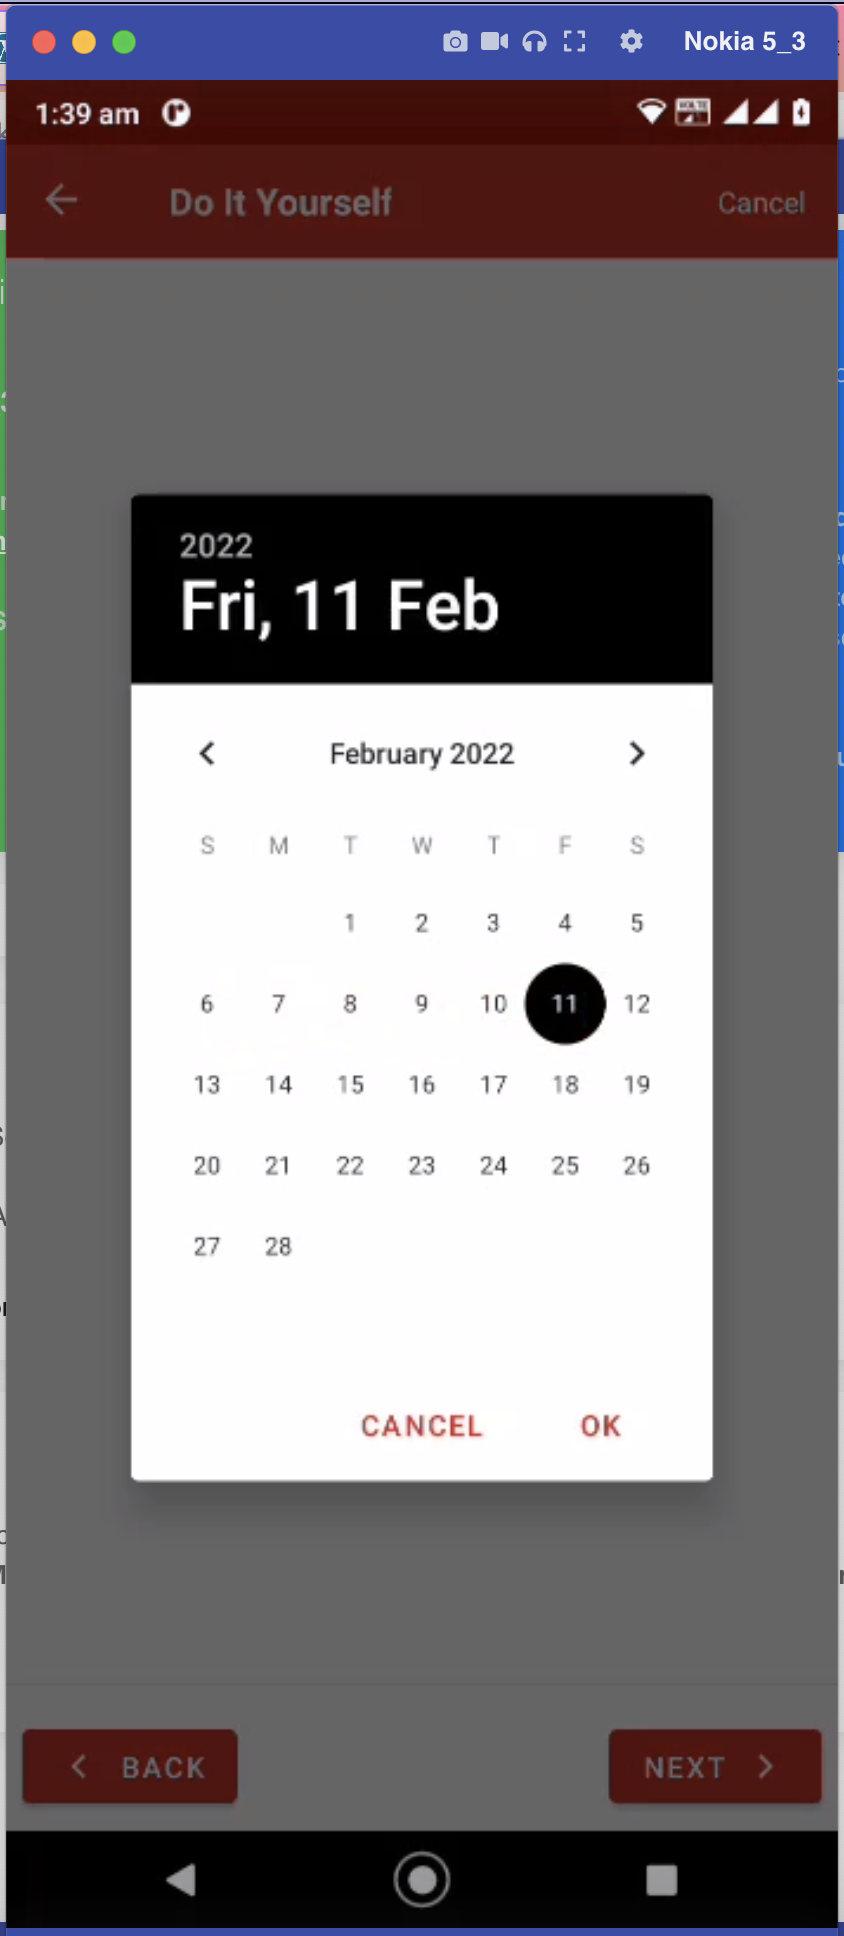 Nokia 5_3
1:39 am
Do It Yourself Cancel
2022
Fri, 11 Feb
February 2022
S M T W T F S
1 2 3 4 5
6 7 8 9 10 11 12
13 14 15 16 17 18 19
20 21 22 23 24 25 26
27 28
CANCEL OK
BACK NEXT